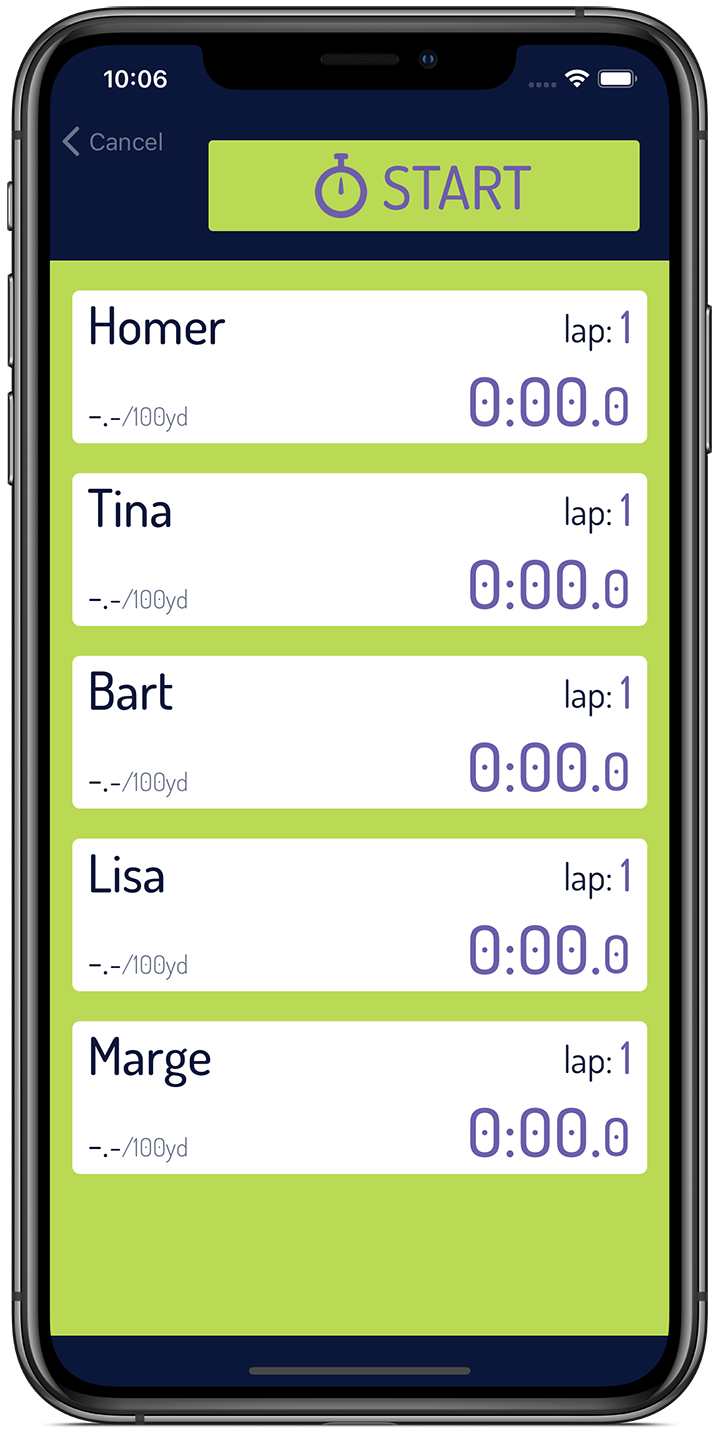 10:06
Cancel
START
Homer lap: 1
-.-/100yd 0:00.0
Tina lap: 1
-.-/100yd 0:00.0
Bart lap: 1
-.-/100yd 0:00.0
Lisa lap: 1
-.-/100yd 0:00.0
Marge lap: 1
-.-/100yd 0:00.0